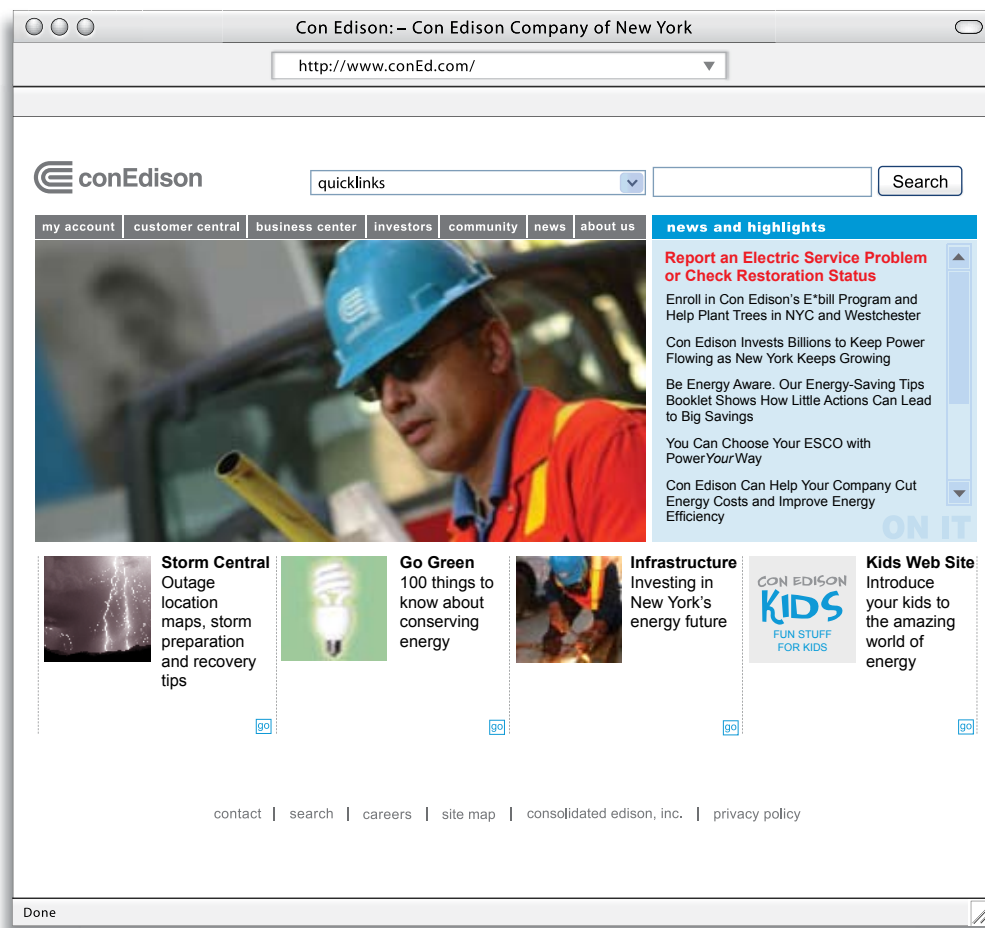 Con Edison: – Con Edison Company of New York
http://www.conEd.com/
conEdison
quicklinks
Search
my account
customer central
business center
investors
community
news
about us
news and highlights
Report an Electric Service Problem
or Check Restoration Status
Enroll in Con Edison's E*bill Program and
Help Plant Trees in NYC and Westchester
Con Edison Invests Billions to Keep Power
Flowing as New York Keeps Growing
Be Energy Aware. Our Energy-Saving Tips
Booklet Shows How Little Actions Can Lead
to Big Savings
You Can Choose Your ESCO with
PowerYourWay
Con Edison Can Help Your Company Cut
Energy Costs and Improve Energy
Efficiency
ON IT
Storm Central
Outage
location
maps, storm
preparation
and recovery
tips
go
Go Green
100 things to
know about
conserving
energy
go
Infrastructure
Investing in
New York's
energy future
go
CON EDISON
KIDS
FUN STUFF
FOR KIDS
Kids Web Site
Introduce
your kids to
the amazing
world of
energy
go
contact | search | careers | site map | consolidated edison, inc. | privacy policy
Done